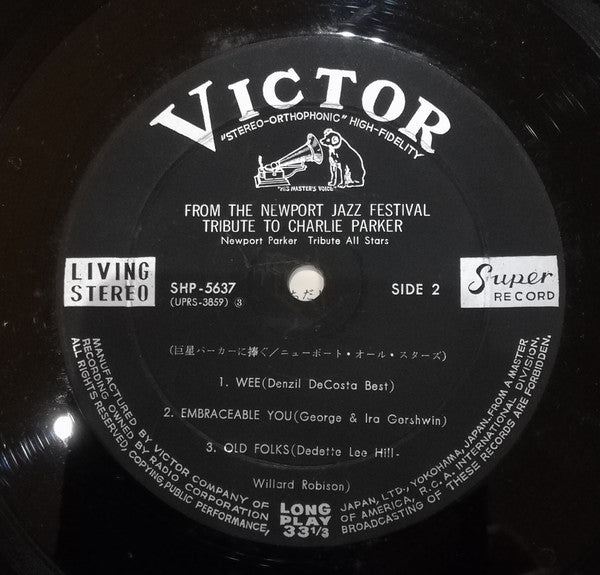 VICTOR
"STEREO-ORTHOPHONIC" HIGH-FIDELITY
"HIS MASTER'S VOICE"
FROM THE NEWPORT JAZZ FESTIVAL
TRIBUTE TO CHARLIE PARKER
Newport Parker Tribute All Stars
LIVING
STEREO
SHP-5637
(UPRS-3859) ③
SIDE 2
Super
RECORD
(巨星パーカーに捧ぐ/ニューポート・オール・スターズ)
1. WEE(Denzil DeCosta Best)
2. EMBRACEABLE YOU(George & Ira Gershwin)
3. OLD FOLKS(Dedette Lee Hill-
Willard Robison)
MANUFACTURED BY VICTOR COMPANY OF JAPAN, LTD., YOKOHAMA, JAPAN, FROM A MASTER
RECORDING OWNED BY RADIO CORPORATION OF AMERICA, R.C.A. INTERNATIONAL DIVISION.
ALL RIGHTS RESERVED, COPYING, PUBLIC PERFORMANCE, BROADCASTING OF THESE RECORDS ARE FORBIDDEN.
LONG
PLAY
33 1/3